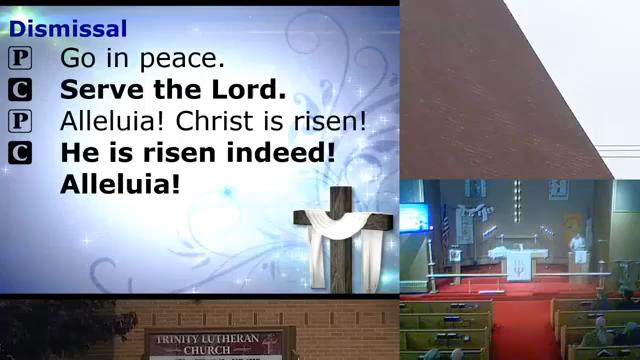 Dismissal
P Go in peace.
C Serve the Lord.
P Alleluia! Christ is risen!
C He is risen indeed!
Alleluia!
TRINITY LUTHERAN
CHURCH